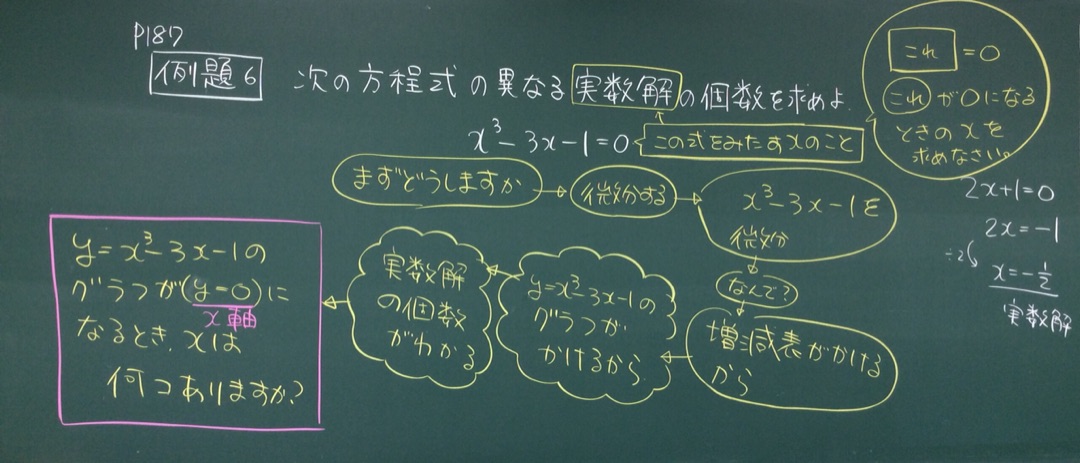 P187
例題6 次の方程式の異なる実数解の個数を求めよ.
x³-3x-1=0
この式をみたすxのこと
これ =0
これ が0になる
ときのxを
求めなさい。
2x+1=0
2x=-1
÷2
x=-1/2
実数解
まずどうしますか
微分する
x³-3x-1を
微分
なんで?
増減表がかける
から
y=x³-3x-1の
グラフが
かけるから
実数解
の個数
がわかる
y=x³-3x-1の
グラフが(y=0)に
x軸
なるとき、xは
何コありますか?